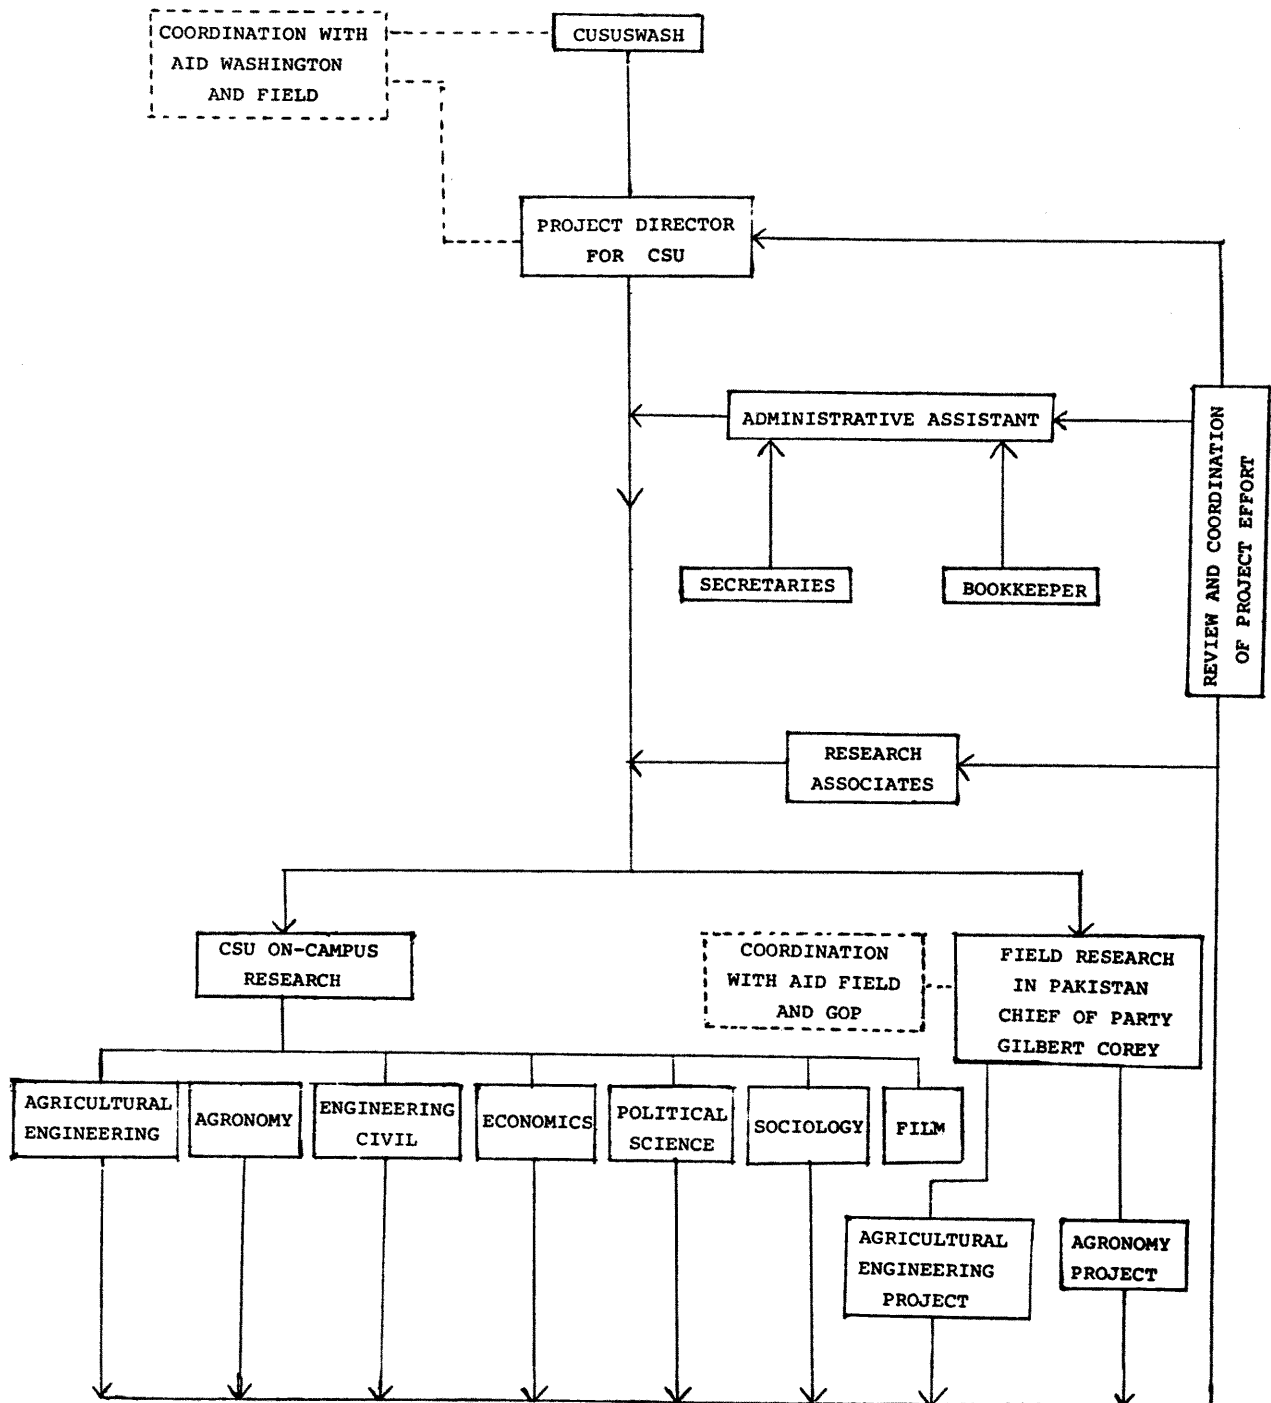 COORDINATION WITH
AID WASHINGTON
AND FIELD
CUSUSWASH
PROJECT DIRECTOR
FOR CSU
ADMINISTRATIVE ASSISTANT
SECRETARIES
BOOKKEEPER
REVIEW AND COORDINATION
OF PROJECT EFFORT
RESEARCH
ASSOCIATES
CSU ON-CAMPUS
RESEARCH
COORDINATION
WITH AID FIELD
AND GOP
FIELD RESEARCH
IN PAKISTAN
CHIEF OF PARTY
GILBERT COREY
AGRICULTURAL
ENGINEERING
AGRONOMY
ENGINEERING
CIVIL
ECONOMICS
POLITICAL
SCIENCE
SOCIOLOGY
FILM
AGRICULTURAL
ENGINEERING
PROJECT
AGRONOMY
PROJECT